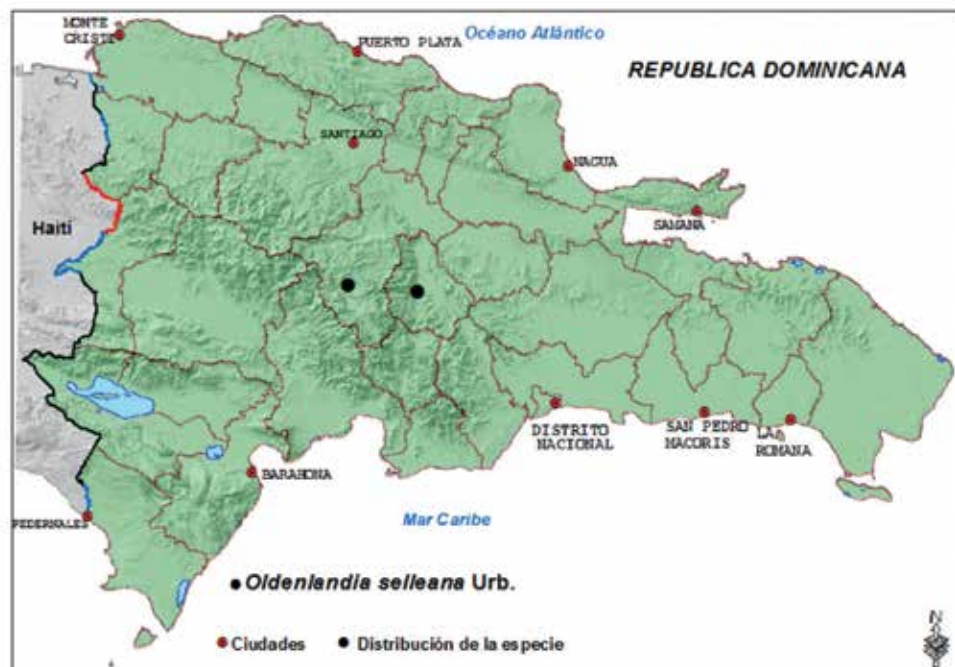 MONTE
CRISTI
Océano Atlántico
PUERTO PLATA
REPUBLICA DOMINICANA
SANTIAGO
NAGUA
SAMANA
Haití
DISTRITO
NACIONAL
SAN PEDRO
MACORIS
LA
ROMANA
BARAHONA
PEDERNALES
Mar Caribe
Oldenlandia selleana Urb.
Ciudades
Distribución de la especie
N